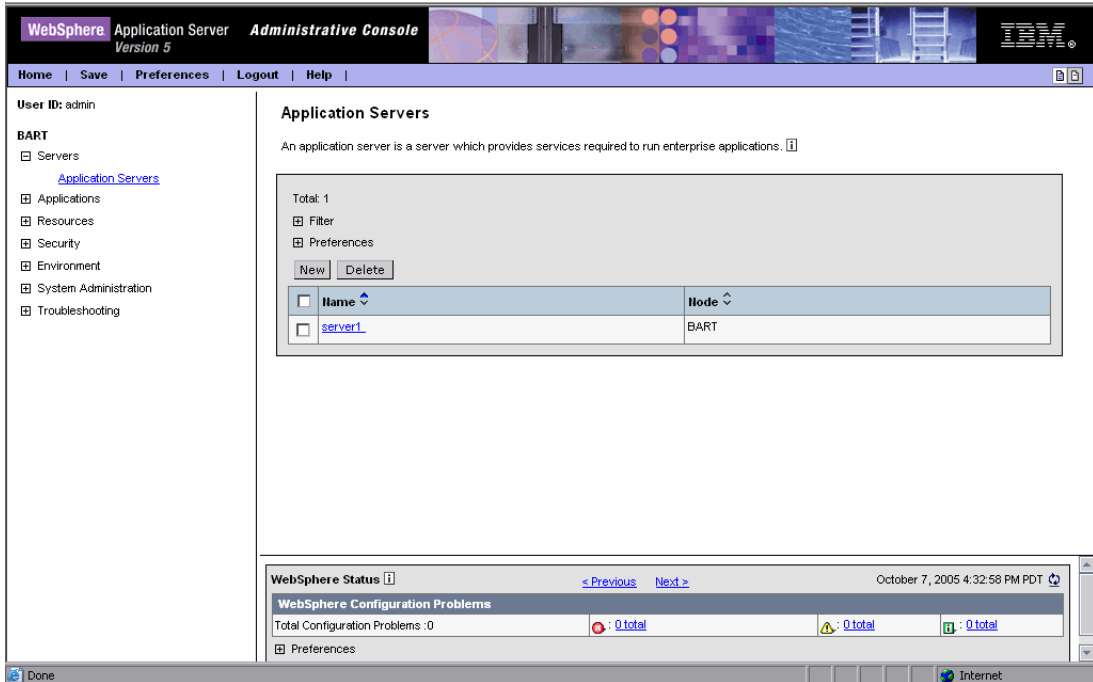 WebSphere Application Server Administrative Console
Version 5
IBM®
Home | Save | Preferences | Logout | Help |
User ID: admin
BART
Servers
Application Servers
Applications
Resources
Security
Environment
System Administration
Troubleshooting
Application Servers
An application server is a server which provides services required to run enterprise applications. i
Total: 1
Filter
Preferences
New Delete
Name Node
server1 BART
WebSphere Status i < Previous Next > October 7, 2005 4:32:58 PM PDT
WebSphere Configuration Problems
Total Configuration Problems :0 : 0 total : 0 total : 0 total
Preferences
Done Internet